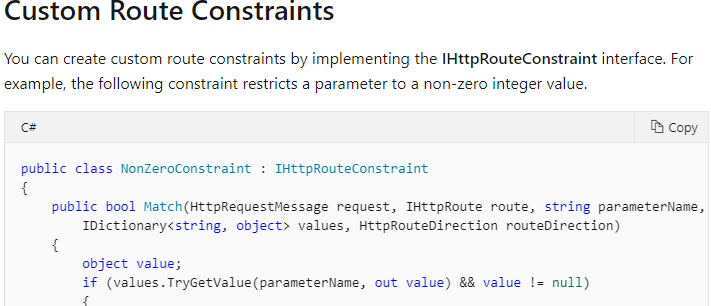 Custom Route Constraints
You can create custom route constraints by implementing the IHttpRouteConstraint interface. For
example, the following constraint restricts a parameter to a non-zero integer value.
C#
Copy
public class NonZeroConstraint : IHttpRouteConstraint
{
    public bool Match(HttpRequestMessage request, IHttpRoute route, string parameterName,
        IDictionary<string, object> values, HttpRouteDirection routeDirection)
    {
        object value;
        if (values.TryGetValue(parameterName, out value) && value != null)
        {